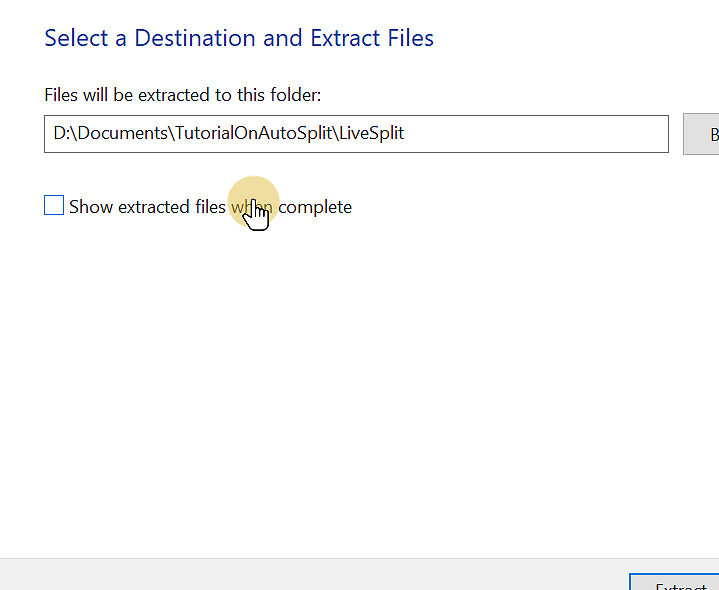 Select a Destination and Extract Files
Files will be extracted to this folder:
D:\Documents\TutorialOnAutoSplit\LiveSplit
B
Show extracted files when complete
Extract